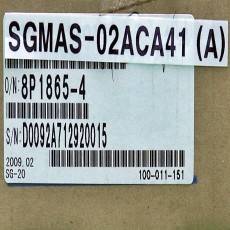 SGMAS-02ACA41 (A)
O/N: 8P1865-4
S/N: D0092A712920015
2009.02
SG-20 100-011-151